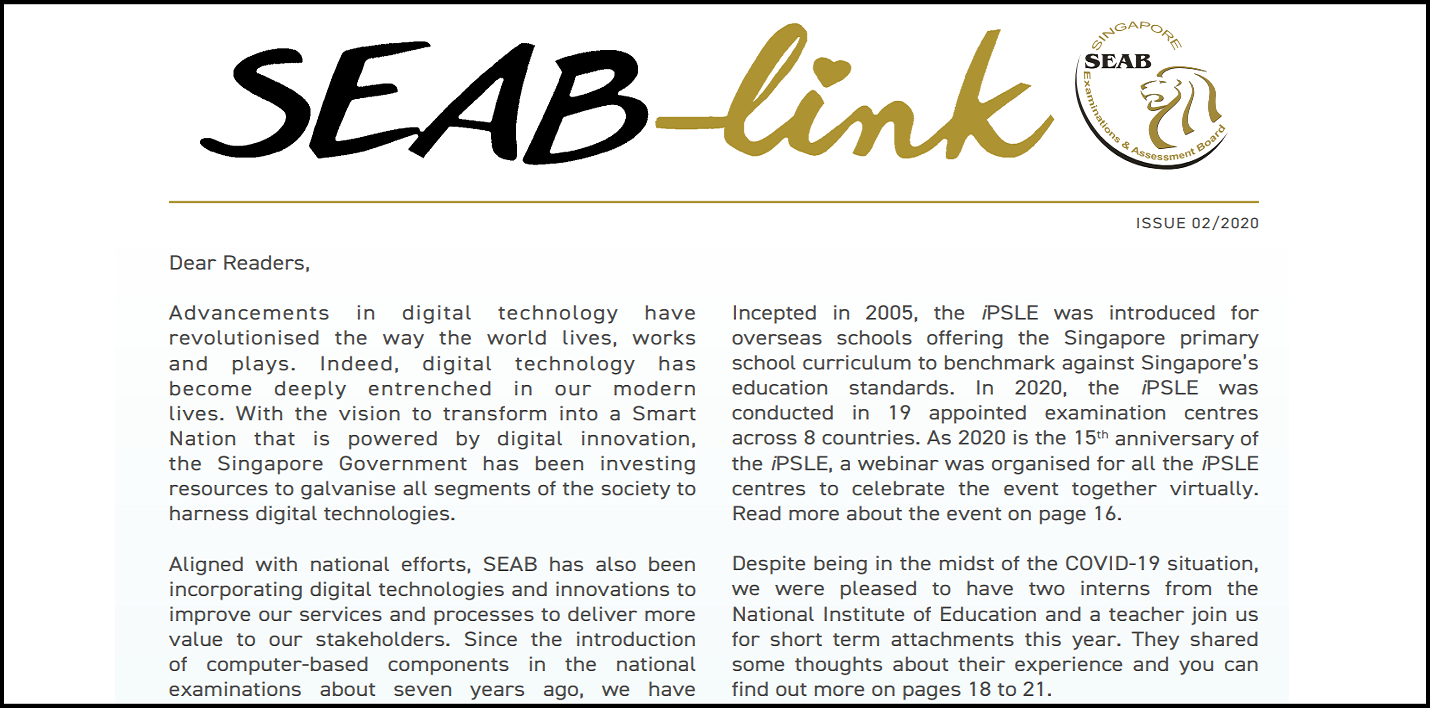 SEAB-link
SINGAPORE
SEAB
Examinations & Assessment Board
ISSUE 02/2020
Dear Readers,
Advancements in digital technology have
revolutionised the way the world lives, works
and plays. Indeed, digital technology has
become deeply entrenched in our modern
lives. With the vision to transform into a Smart
Nation that is powered by digital innovation,
the Singapore Government has been investing
resources to galvanise all segments of the society to
harness digital technologies.
Aligned with national efforts, SEAB has also been
incorporating digital technologies and innovations to
improve our services and processes to deliver more
value to our stakeholders. Since the introduction
of computer-based components in the national
examinations about seven years ago, we have
Incepted in 2005, the iPSLE was introduced for
overseas schools offering the Singapore primary
school curriculum to benchmark against Singapore's
education standards. In 2020, the iPSLE was
conducted in 19 appointed examination centres
across 8 countries. As 2020 is the 15th anniversary of
the iPSLE, a webinar was organised for all the iPSLE
centres to celebrate the event together virtually.
Read more about the event on page 16.
Despite being in the midst of the COVID-19 situation,
we were pleased to have two interns from the
National Institute of Education and a teacher join us
for short term attachments this year. They shared
some thoughts about their experience and you can
find out more on pages 18 to 21.